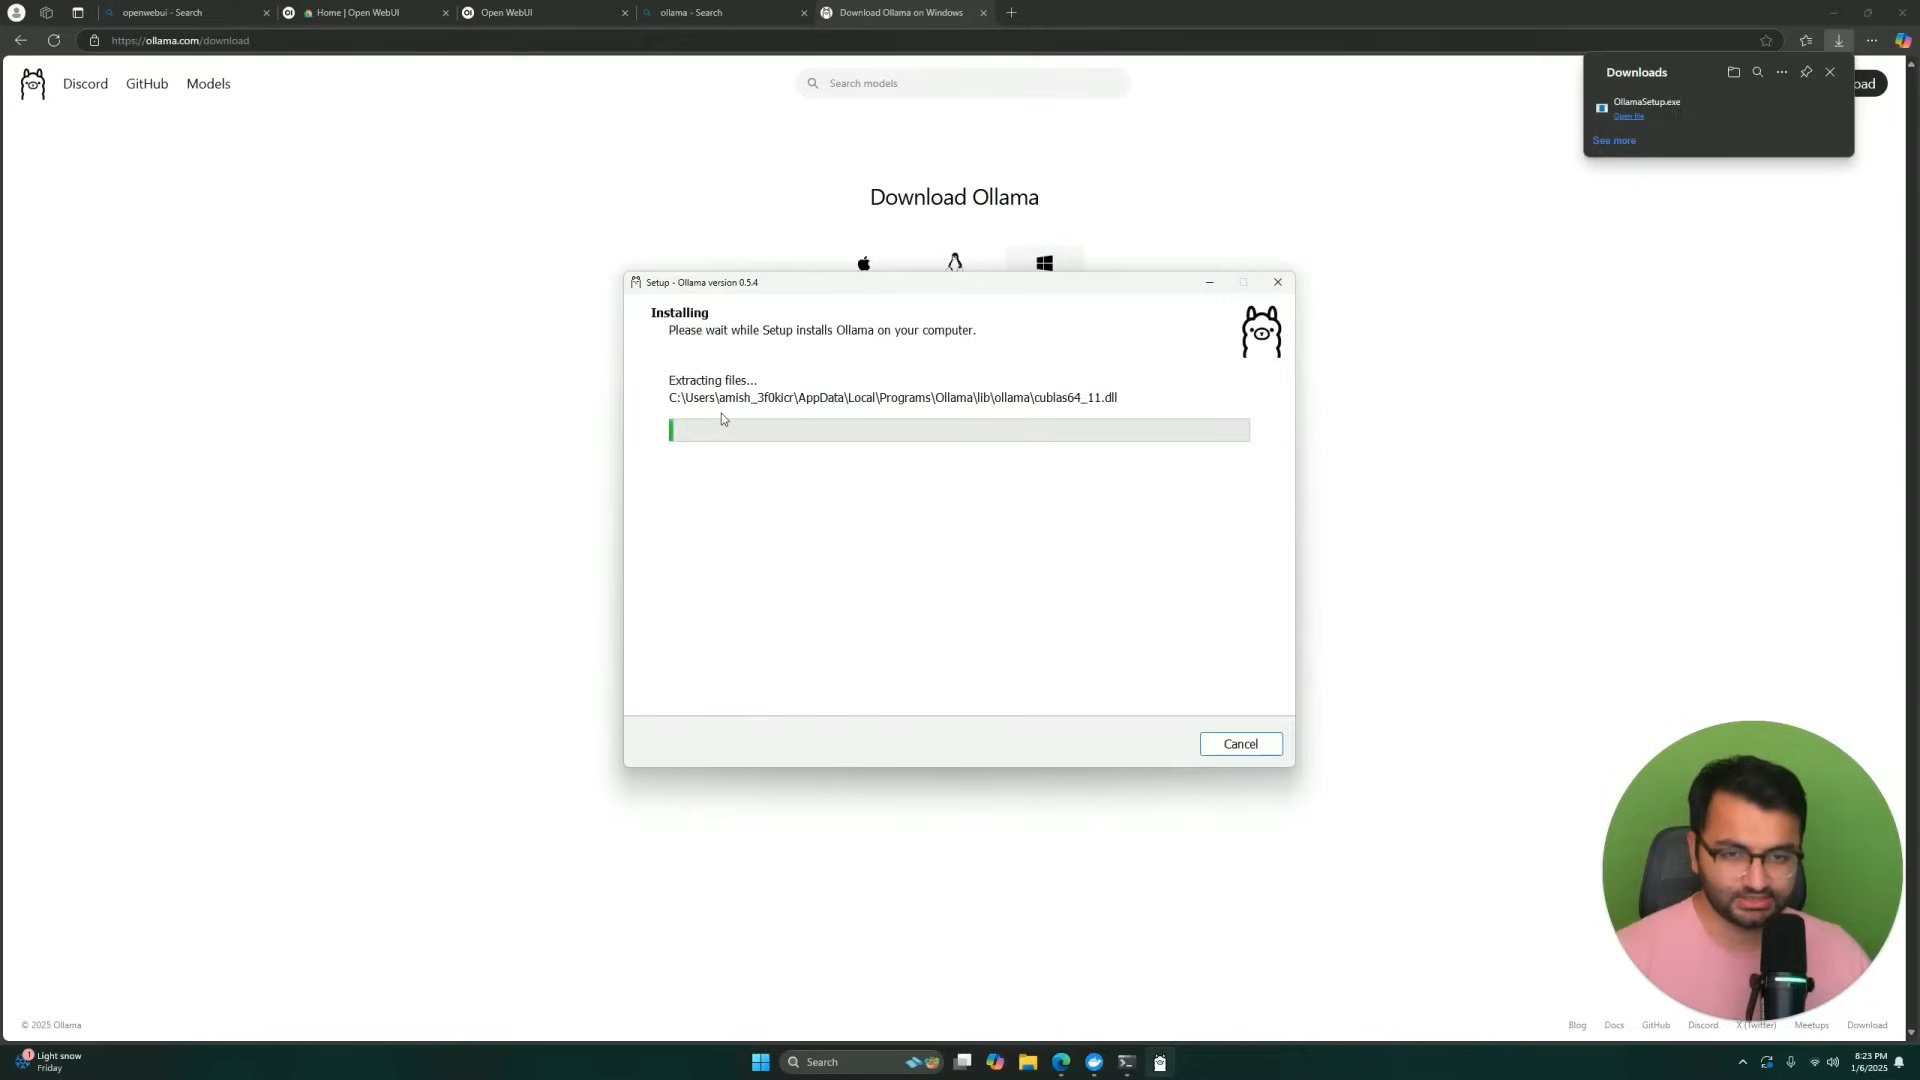 openwebui - Search
Home | Open WebUI
Open WebUI
ollama - Search
Download Ollama on Windows
https://ollama.com/download
Discord
GitHub
Models
Search models
oad
Downloads
OllamaSetup.exe
Open file
See more
Download Ollama
Setup - Ollama version 0.5.4
Installing
Please wait while Setup installs Ollama on your computer.
Extracting files...
C:\Users\amish_3f0kicr\AppData\Local\Programs\Ollama\lib\ollama\cublas64_11.dll
Cancel
© 2025 Ollama
Blog
Docs
GitHub
Discord
X (Twitter)
Meetups
Download
1
Light snow
Friday
Search
8:23 PM
1/6/2025